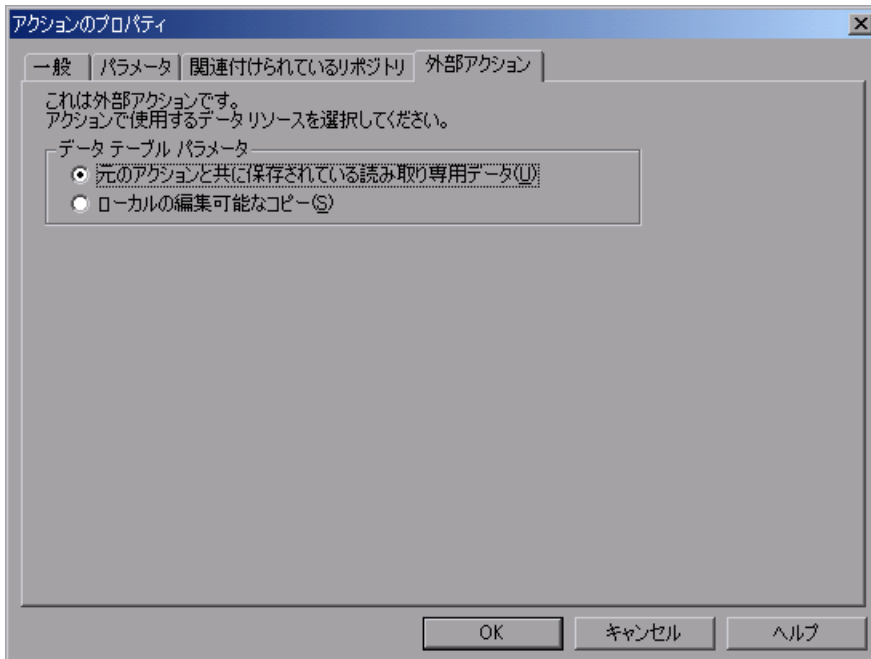 アクションのプロパティ
一般
パラメータ
関連付けられているリポジトリ
外部アクション
これは外部アクションです。
アクションで使用するデータ リソースを選択してください。
データ テーブル パラメータ
元のアクションと共に保存されている読み取り専用データ(U)
ローカルの編集可能なコピー(S)
OK
キャンセル
ヘルプ